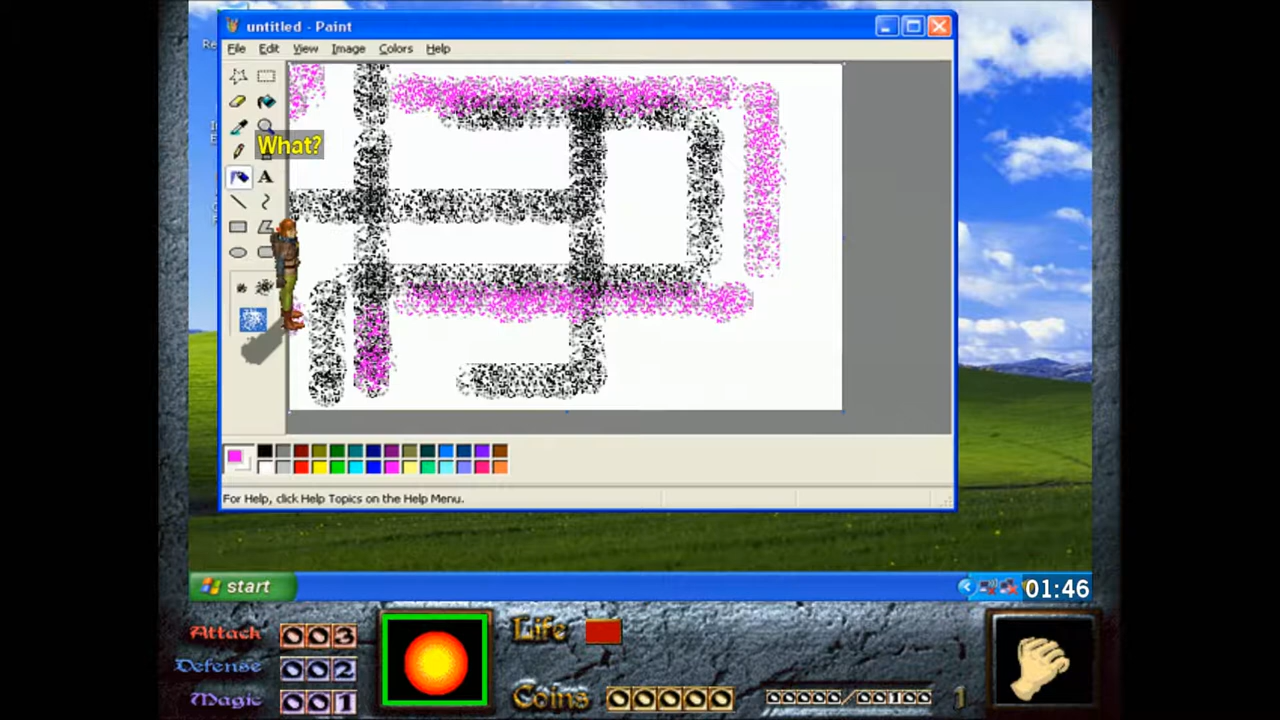 untitled - Paint
File Edit View Image Colors Help
What?
A
For Help, click Help Topics on the Help Menu.
start
01:46
Attack 003
Defense 002
Magic 001
Life
Coins 00000
00000/00100
1